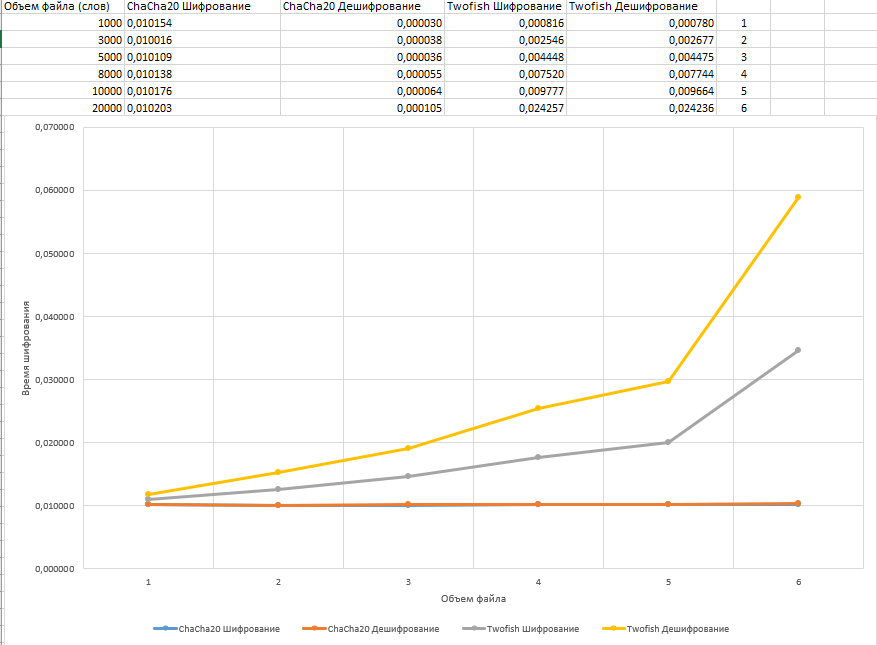 Объем файла (слов) ChaCha20 Шифрование ChaCha20 Дешифрование Twofish Шифрование Twofish Дешифрование
1000 0,010154 0,000030 0,000816 0,000780 1
3000 0,010016 0,000038 0,002546 0,002677 2
5000 0,010109 0,000036 0,004448 0,004475 3
8000 0,010138 0,000055 0,007520 0,007744 4
10000 0,010176 0,000064 0,009777 0,009664 5
20000 0,010203 0,000105 0,024257 0,024236 6
0,070000
0,060000
0,050000
0,040000
0,030000
0,020000
0,010000
0,000000
Время шифрования
1 2 3 4 5 6
Объем файла
ChaCha20 Шифрование ChaCha20 Дешифрование Twofish Шифрование Twofish Дешифрование